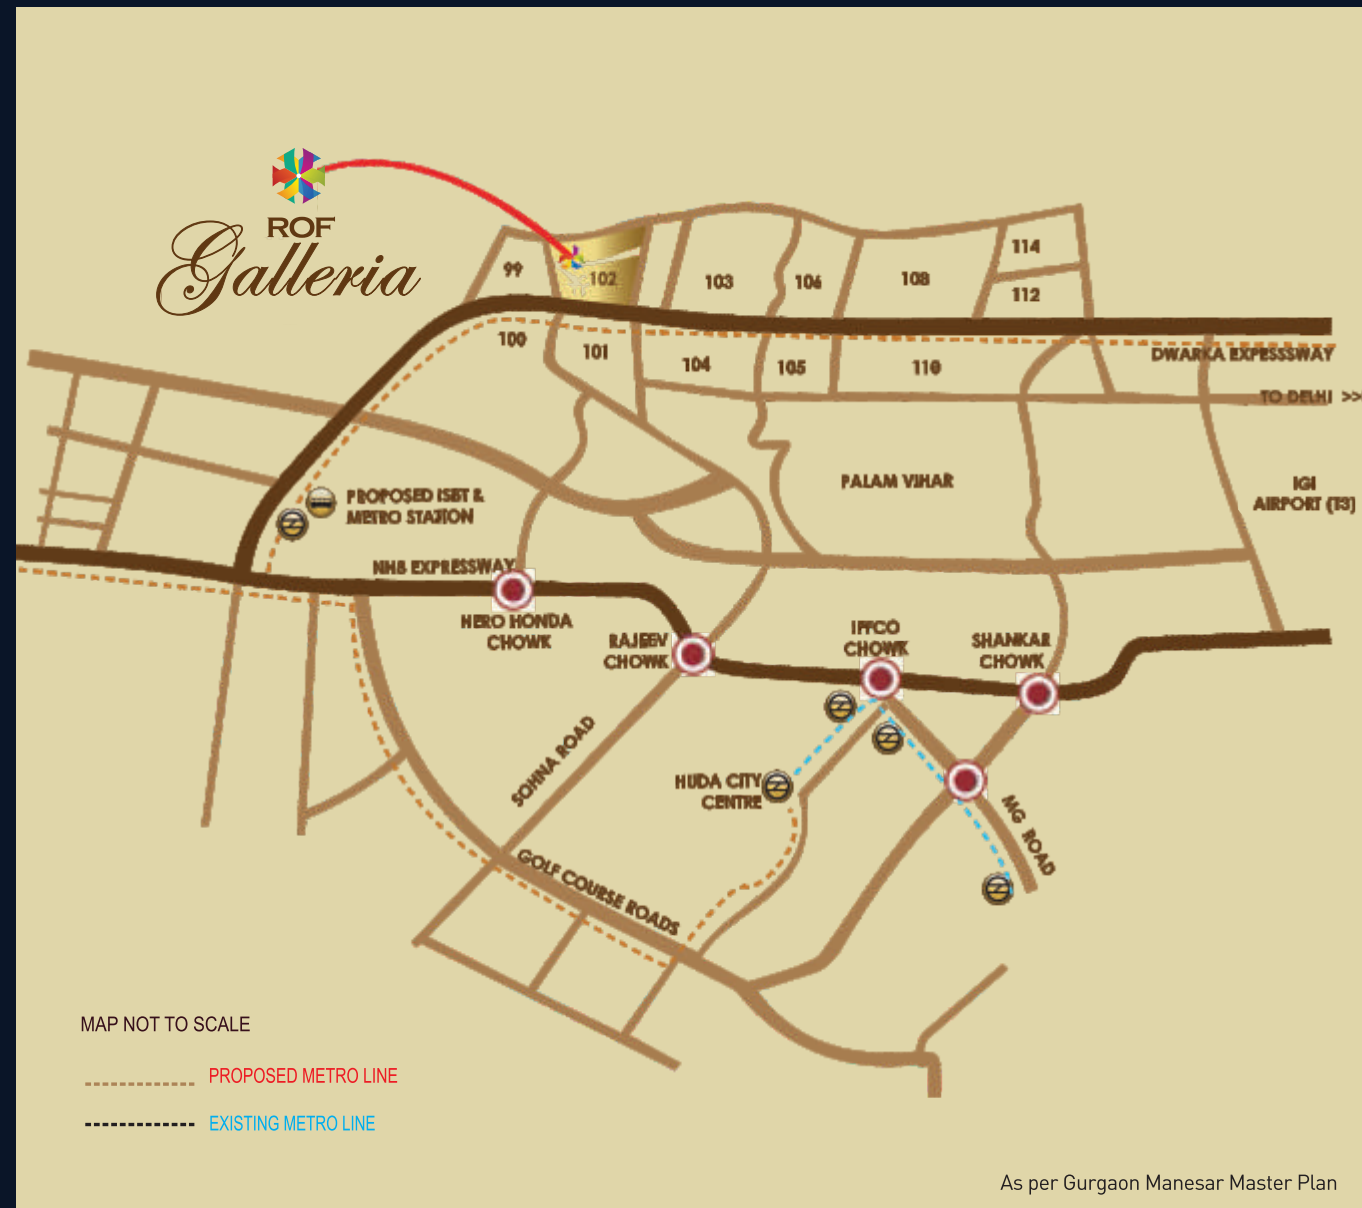 ROF
Galleria
99
102
103
106
108
114
112
100
101
104
105
110
DWARKA EXPESSSWAY
TO DELHI >>
PALAM VIHAR
IGI
AIRPORT (T3)
PROPOSED ISBT &
METRO STATION
NH8 EXPRESSWAY
HERO HONDA
CHOWK
RAJEEV
CHOWK
IFFCO
CHOWK
SHANKAR
CHOWK
SOHNA ROAD
HUDA CITY
CENTRE
MG ROAD
GOLF COURSE ROADS
MAP NOT TO SCALE
PROPOSED METRO LINE
EXISTING METRO LINE
As per Gurgaon Manesar Master Plan